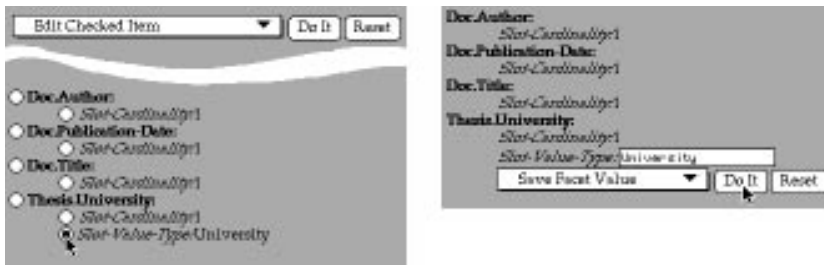 Edit Checked Item Do It Reset
Doc.Author:
Slot-Cardinality:1
Doc.Publication-Date:
Slot-Cardinality:1
Doc.Title:
Slot-Cardinality:1
Thesis.University:
Slot-Cardinality:1
Slot-Value-Type:University
Doc.Author:
Slot-Cardinality:1
Doc.Publication-Date:
Slot-Cardinality:1
Doc.Title:
Slot-Cardinality:1
Thesis.University:
Slot-Cardinality:1
Slot-Value-Type:University
Save Facet Value Do It Reset